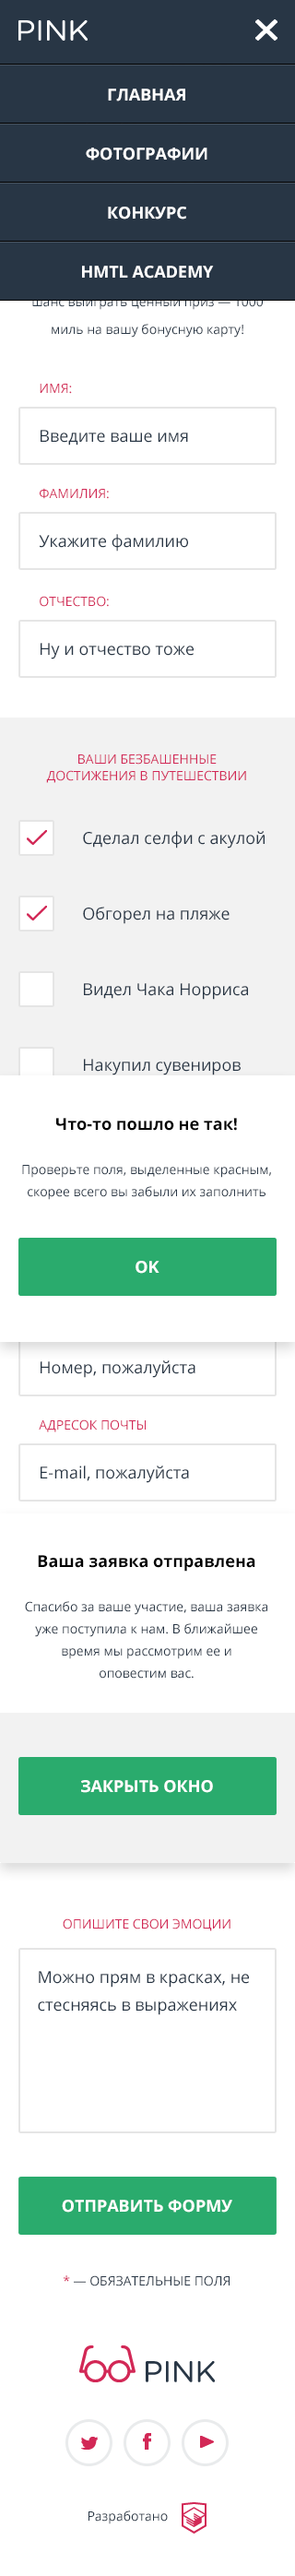 PINK
ГЛАВНАЯ
ФОТОГРАФИИ
КОНКУРС
HMTL ACADEMY
шанс выиграть ценный приз — 1000
миль на вашу бонусную карту!
ИМЯ:
Введите ваше имя
ФАМИЛИЯ:
Укажите фамилию
ОТЧЕСТВО:
Ну и отчество тоже
ВАШИ БЕЗБАШЕННЫЕ
ДОСТИЖЕНИЯ В ПУТЕШЕСТВИИ
Сделал селфи с акулой
Обгорел на пляже
Видел Чака Норриса
Накупил сувениров
Что-то пошло не так!
Проверьте поля, выделенные красным,
скорее всего вы забыли их заполнить
OK
Номер, пожалуйста
АДРЕСОК ПОЧТЫ
E-mail, пожалуйста
Ваша заявка отправлена
Спасибо за ваше участие, ваша заявка
уже поступила к нам. В ближайшее
время мы рассмотрим ее и
оповестим вас.
ЗАКРЫТЬ ОКНО
ОПИШИТЕ СВОИ ЭМОЦИИ
Можно прям в красках, не
стесняясь в выражениях
ОТПРАВИТЬ ФОРМУ
* — ОБЯЗАТЕЛЬНЫЕ ПОЛЯ
PINK
Разработано